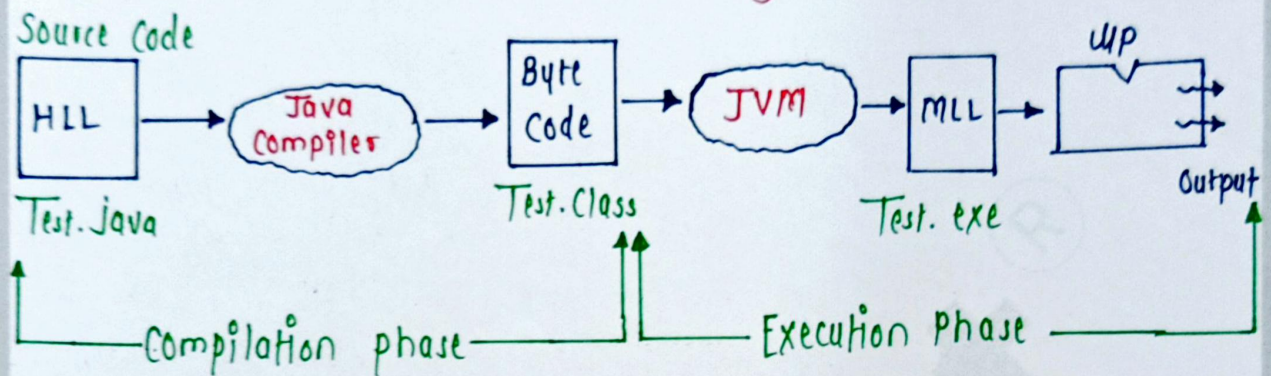 Source Code
HLL
Java
Compiler
Byte
Code
JVM
MLL
μP
Output
Test.java
Test.Class
Test. exe
Compilation phase
Execution Phase